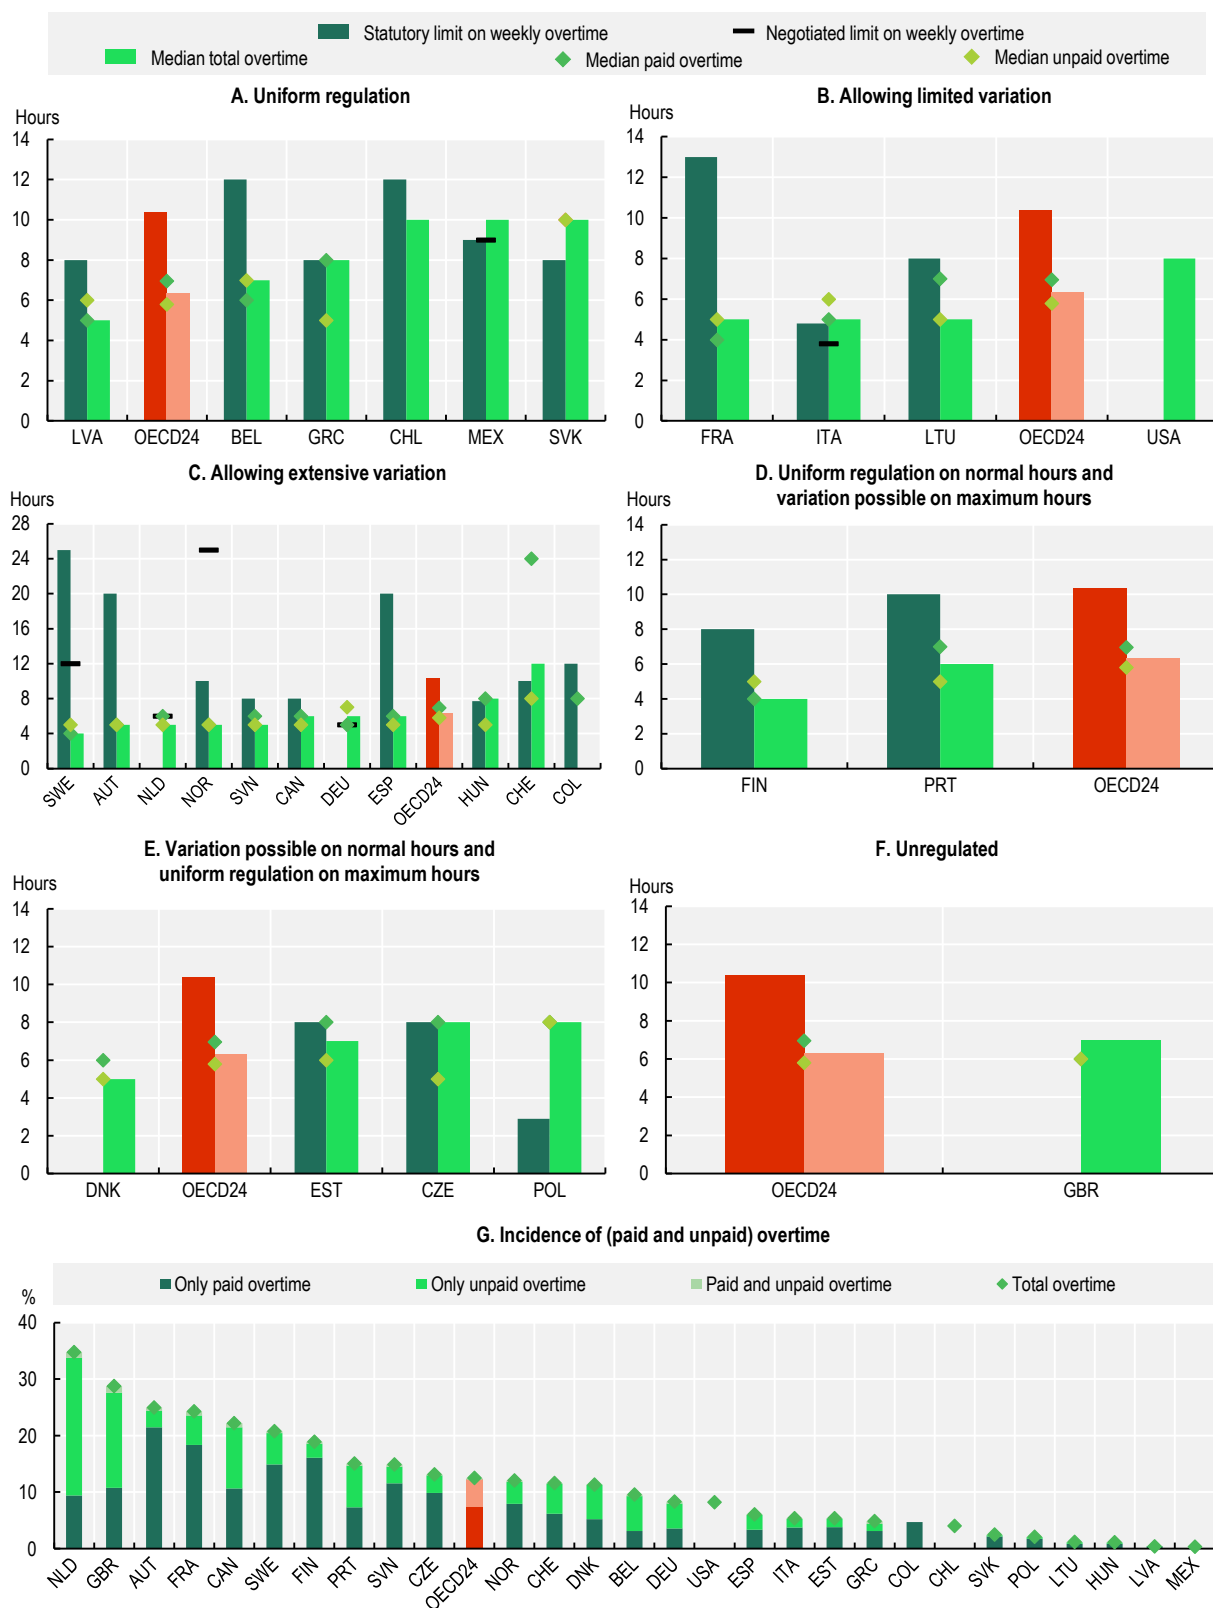 Statutory limit on weekly overtime Negotiated limit on weekly overtime
Median total overtime Median paid overtime Median unpaid overtime
A. Uniform regulation
Hours
14
12
10
8
6
4
2
0
LVA OECD24 BEL GRC CHL MEX SVK
B. Allowing limited variation
Hours
14
12
10
8
6
4
2
0
FRA ITA LTU OECD24 USA
C. Allowing extensive variation
Hours
28
24
20
16
12
8
4
0
SWE AUT NLD NOR SVN CAN DEU ESP OECD24 HUN CHE COL
D. Uniform regulation on normal hours and
variation possible on maximum hours
Hours
14
12
10
8
6
4
2
0
FIN PRT OECD24
E. Variation possible on normal hours and
uniform regulation on maximum hours
Hours
14
12
10
8
6
4
2
0
DNK OECD24 EST CZE POL
F. Unregulated
Hours
14
12
10
8
6
4
2
0
OECD24 GBR
G. Incidence of (paid and unpaid) overtime
Only paid overtime Only unpaid overtime Paid and unpaid overtime Total overtime
%
40
30
20
10
0
NLD GBR AUT FRA CAN SWE FIN PRT SVN CZE OECD24 NOR CHE DNK BEL DEU USA ESP ITA EST GRC COL CHL SVK POL LTU HUN LVA MEX